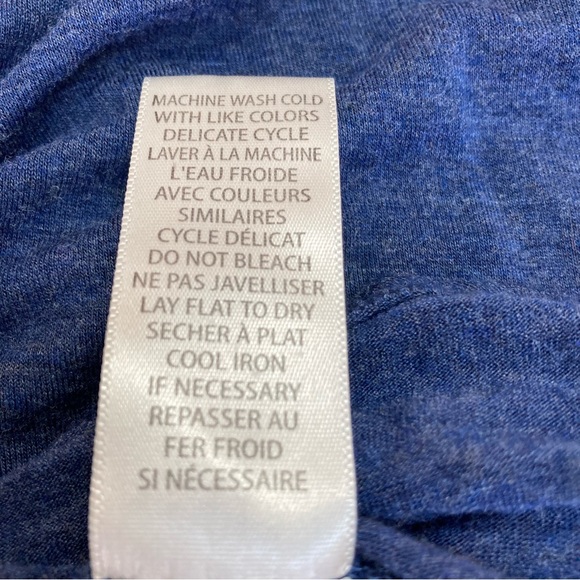 MACHINE WASH COLD
WITH LIKE COLORS
DELICATE CYCLE
LAVER À LA MACHINE
L'EAU FROIDE
AVEC COULEURS
SIMILAIRES
CYCLE DÉLICAT
DO NOT BLEACH
NE PAS JAVELLISER
LAY FLAT TO DRY
SECHER À PLAT
COOL IRON
IF NECESSARY
REPASSER AU
FER FROID
SI NÉCESSAIRE